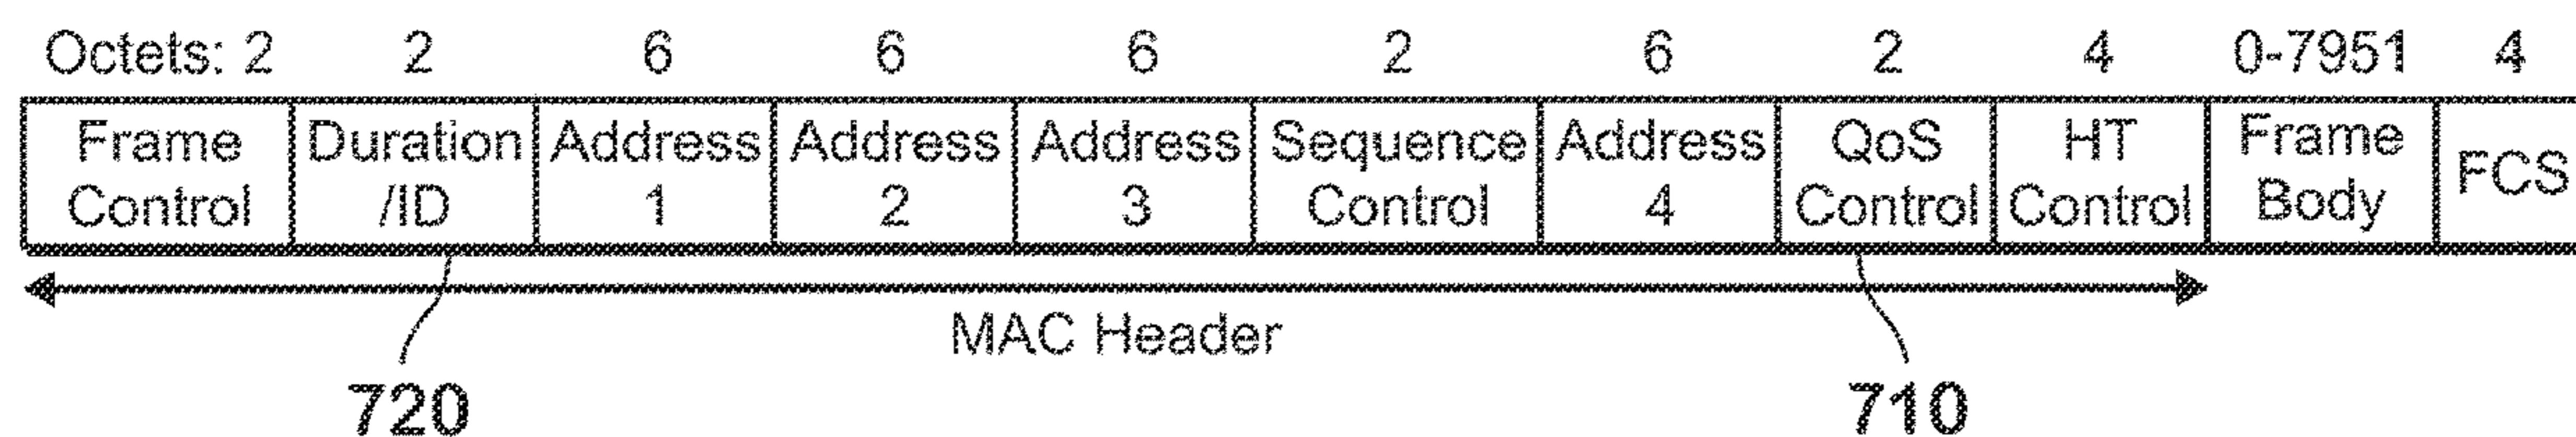 Octets: 2 2 6 6 6 2 6 2 4 0-7951 4
Frame Duration Address Address Address Sequence Address QoS HT Frame FCS
Control /ID 1 2 3 Control 4 Control Control Body
MAC Header
720 710